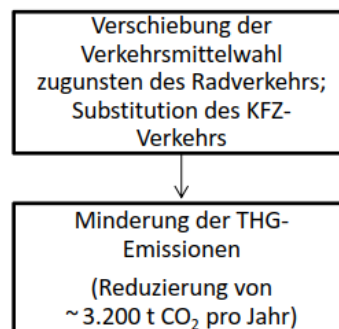 Verschiebung der
Verkehrsmittelwahl
zugunsten des Radverkehrs;
Substitution des KFZ-
Verkehrs
Minderung der THG-
Emissionen
(Reduzierung von
~ 3.200 t CO₂ pro Jahr)